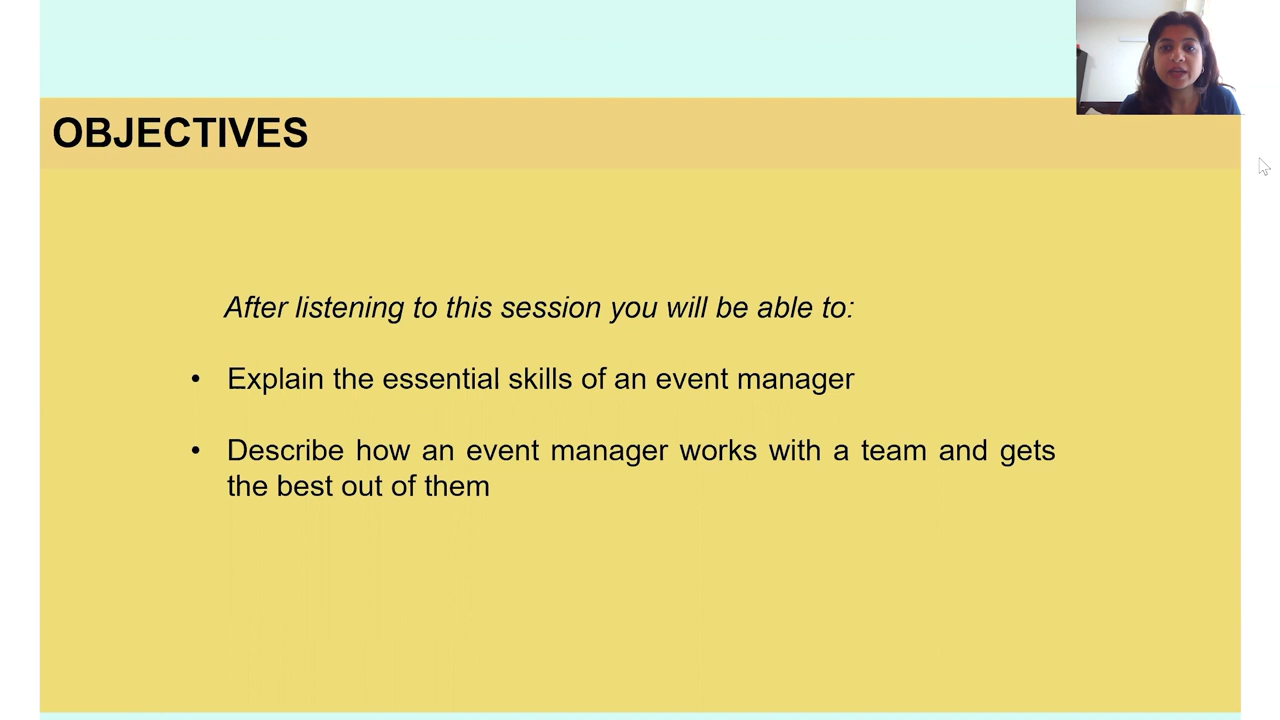 OBJECTIVES
After listening to this session you will be able to:
• Explain the essential skills of an event manager
• Describe how an event manager works with a team and gets
the best out of them